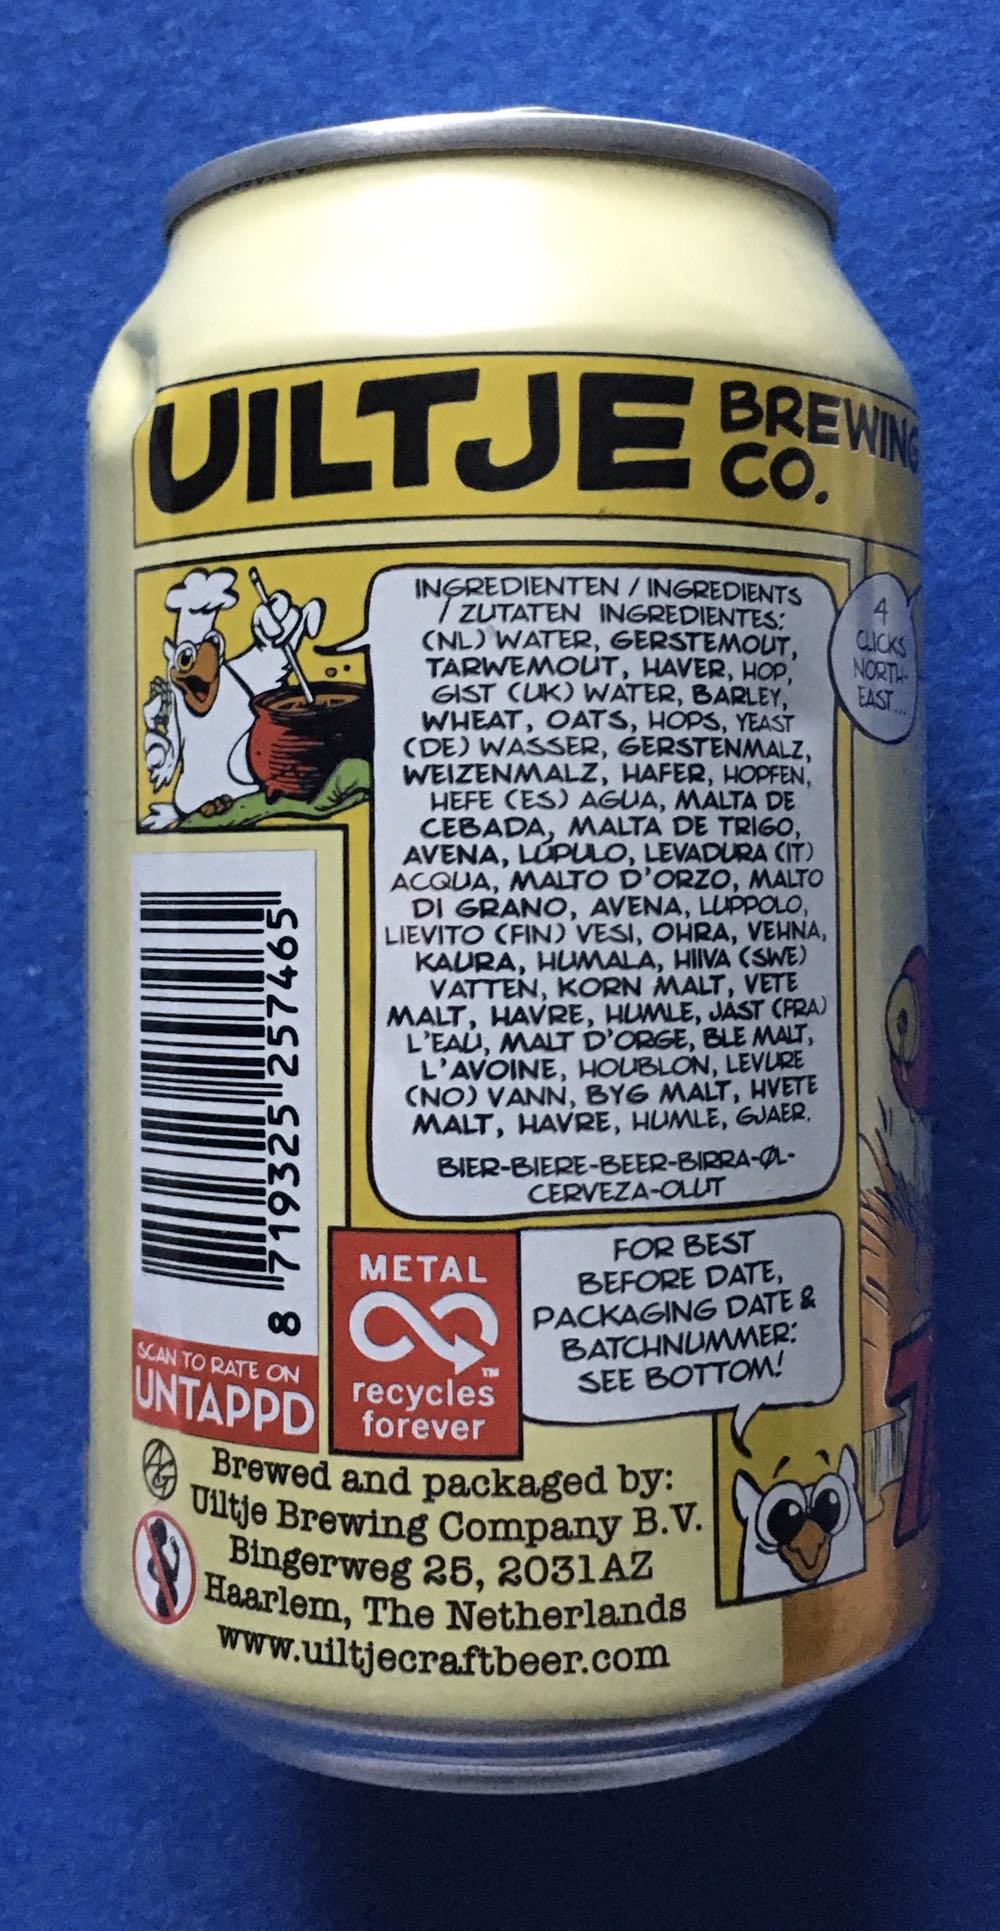 UILTJE BREWING
CO.
INGREDIENTEN / INGREDIENTS
/ ZUTATEN INGREDIENTES:
(NL) WATER, GERSTEMOUT,
TARWEMOUT, HAVER, HOP,
GIST (UK) WATER, BARLEY,
WHEAT, OATS, HOPS, YEAST
(DE) WASSER, GERSTENMALZ,
WEIZENMALZ, HAFER, HOPFEN,
HEFE (ES) AGUA, MALTA DE
CEBADA, MALTA DE TRIGO,
AVENA, LÚPULO, LEVADURA (IT)
ACQUA, MALTO D'ORZO, MALTO
DI GRANO, AVENA, LUPPOLO,
LIEVITO (FIN) VESI, OHRA, VEHNA,
KAURA, HUMALA, HIIVA (SWE)
VATTEN, KORN MALT, VETE
MALT, HAVRE, HUMLE, JAST (FRA)
L'EAU, MALT D'ORGE, BLE MALT,
L'AVOINE, HOUBLON, LEVURE
(NO) VANN, BYG MALT, HVETE
MALT, HAVRE, HUMLE, GJAER.
BIER-BIERE-BEER-BIRRA-ØL-
CERVEZA-OLUT
4
CLICKS
NORTH-
EAST...
8 719325 257465
SCAN TO RATE ON
UNTAPPD
METAL
recycles
forever
FOR BEST
BEFORE DATE,
PACKAGING DATE &
BATCHNUMMER:
SEE BOTTOM!
Brewed and packaged by:
Uiltje Brewing Company B.V.
Bingerweg 25, 2031AZ
Haarlem, The Netherlands
www.uiltjecraftbeer.com